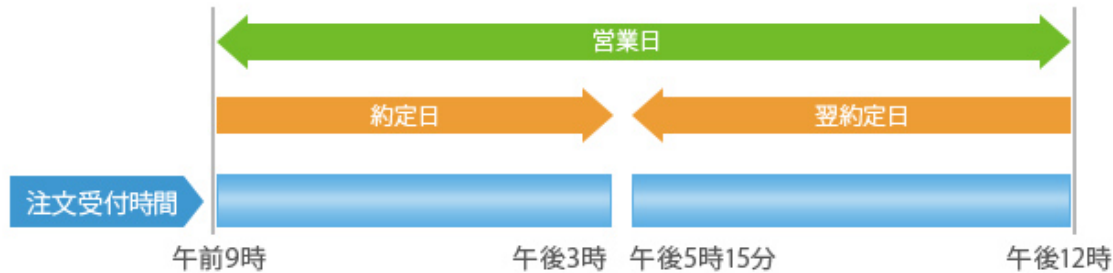 営業日
約定日
翌約定日
注文受付時間
午前9時
午後3時
午後5時15分
午後12時